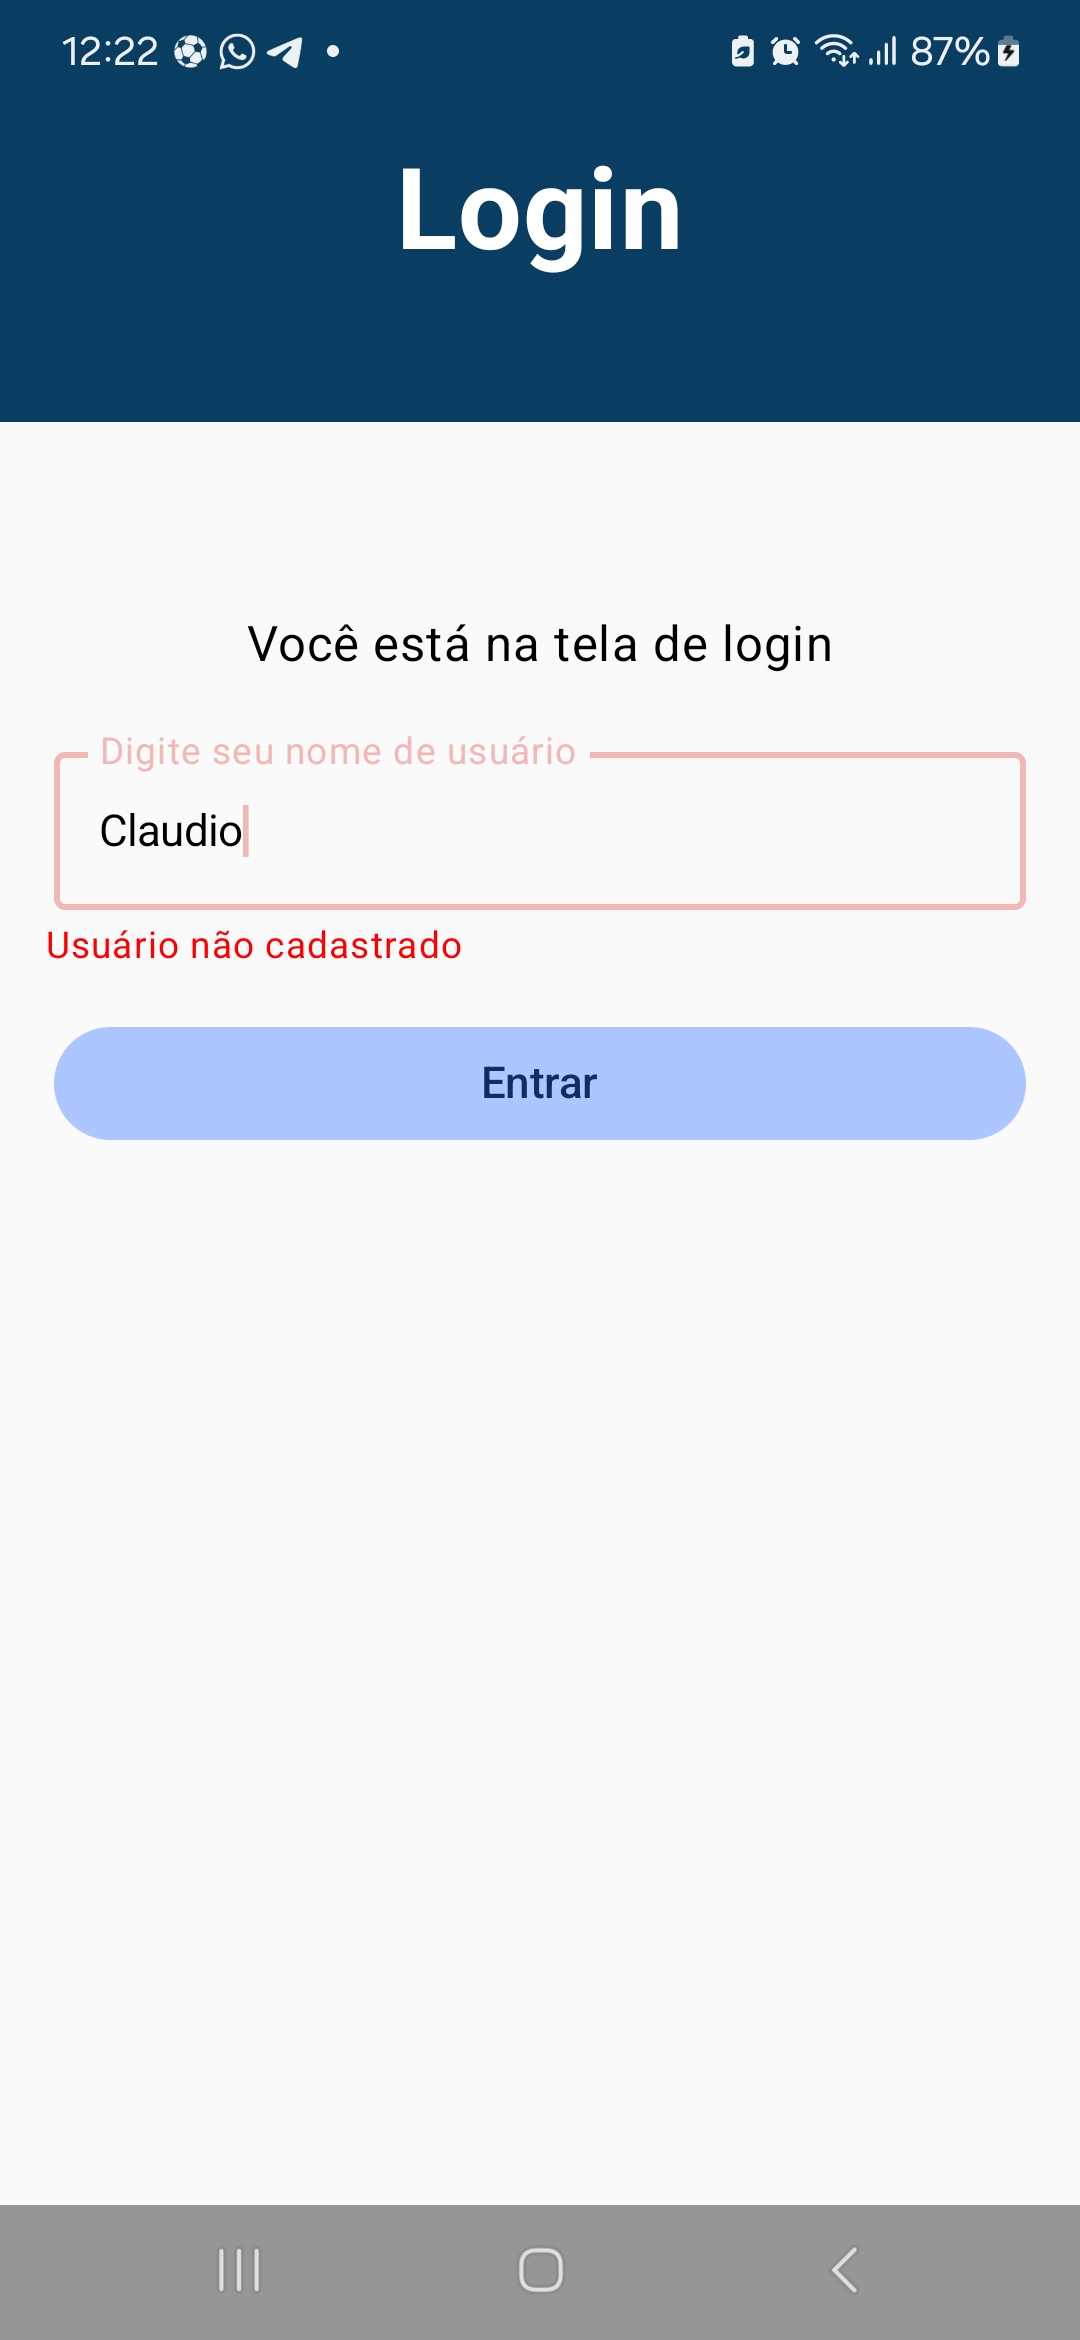 12:22
87%
Login
Você está na tela de login
Digite seu nome de usuário
Claudio
Usuário não cadastrado
Entrar